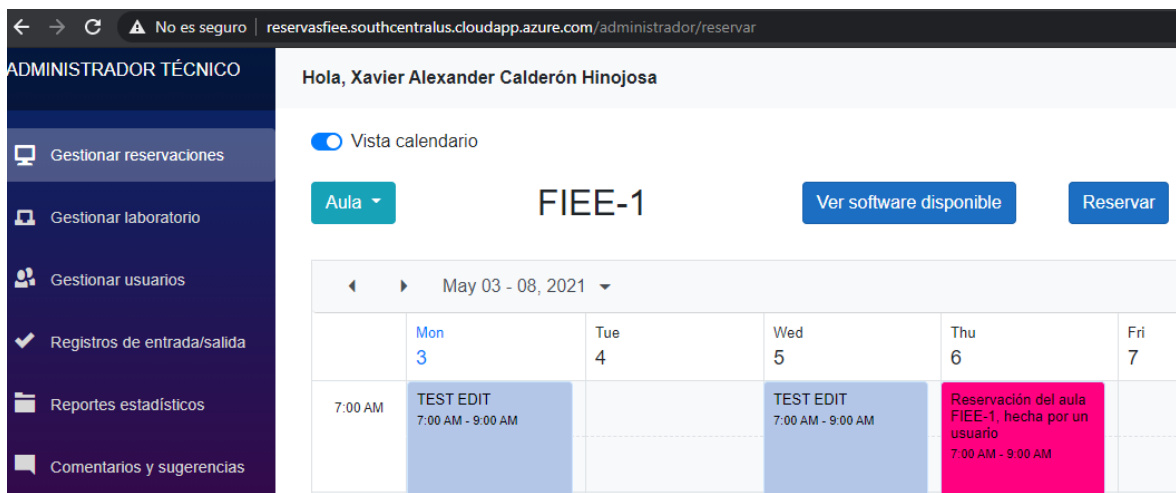 No es seguro | reservasfiee.southcentralus.cloudapp.azure.com/administrador/reservar
ADMINISTRADOR TÉCNICO
Hola, Xavier Alexander Calderón Hinojosa
Gestionar reservaciones
Gestionar laboratorio
Gestionar usuarios
Registros de entrada/salida
Reportes estadísticos
Comentarios y sugerencias
Vista calendario
Aula
FIEE-1
Ver software disponible
Reservar
May 03 - 08, 2021
Mon
3
Tue
4
Wed
5
Thu
6
Fri
7
7:00 AM
TEST EDIT
7:00 AM - 9:00 AM
TEST EDIT
7:00 AM - 9:00 AM
Reservación del aula
FIEE-1, hecha por un
usuario
7:00 AM - 9:00 AM